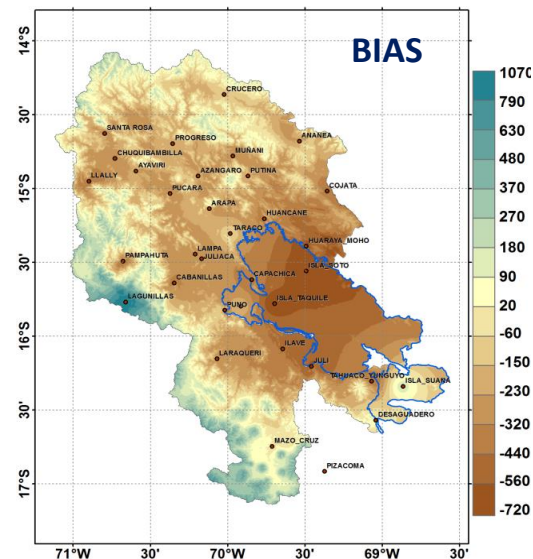 BIAS
14°S
30'
15°S
30'
16°S
30'
17°S
CRUCERO
SANTA ROSA
PROGRESO
ANANEA
CHUQUIBAMBILLA
MUÑANI
AYAVIRI
AZANGARO
PUTINA
LLALLY
PUCARA
COJATA
ARAPA
HUANCANE
TARACO
HUARAYA_MOHO
LAMPA
JULIACA
PAMPAHUTA
ISLA_SOTO
CABANILLAS
CAPACHICA
LAGUNILLAS
PUNO
ISLA_TAQUILE
ILAVE
LARAQUERI
JULI
TAHUACO_YUNGUYO
ISLA_SUANA
DESAGUADERO
MAZO_CRUZ
PIZACOMA
71°W
30'
70°W
30'
69°W
30'
1070
790
630
480
370
270
180
90
20
-60
-150
-230
-320
-440
-560
-720